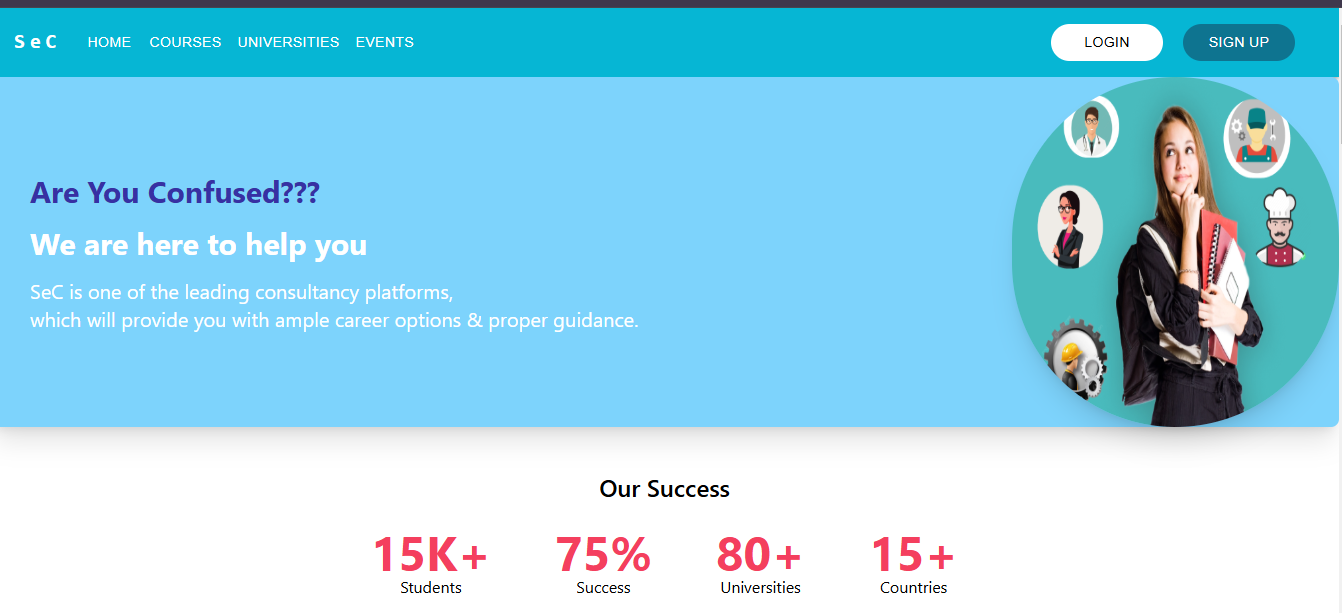 S e C HOME COURSES UNIVERSITIES EVENTS LOGIN SIGN UP
Are You Confused???
We are here to help you
SeC is one of the leading consultancy platforms,
which will provide you with ample career options & proper guidance.
Our Success
15K+ 75% 80+ 15+
Students Success Universities Countries